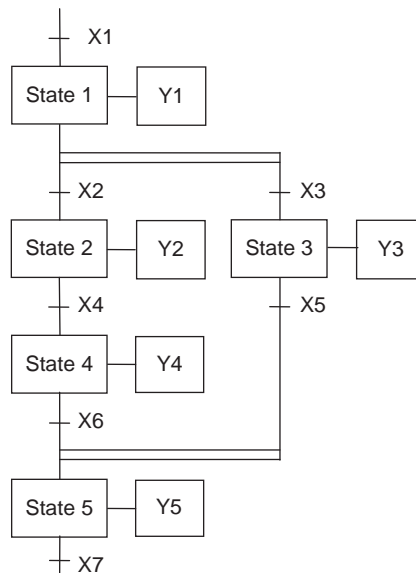 X1
State 1 Y1
X2 X3
State 2 Y2 State 3 Y3
X4 X5
State 4 Y4
X6
State 5 Y5
X7